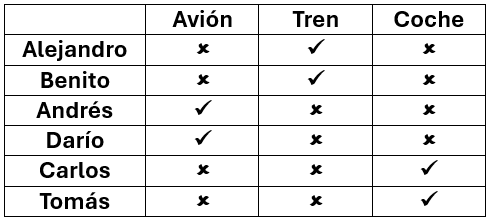 Avión Tren Coche
Alejandro ✘ ✓ ✘
Benito ✘ ✓ ✘
Andrés ✓ ✘ ✘
Darío ✓ ✘ ✘
Carlos ✘ ✘ ✓
Tomás ✘ ✘ ✓